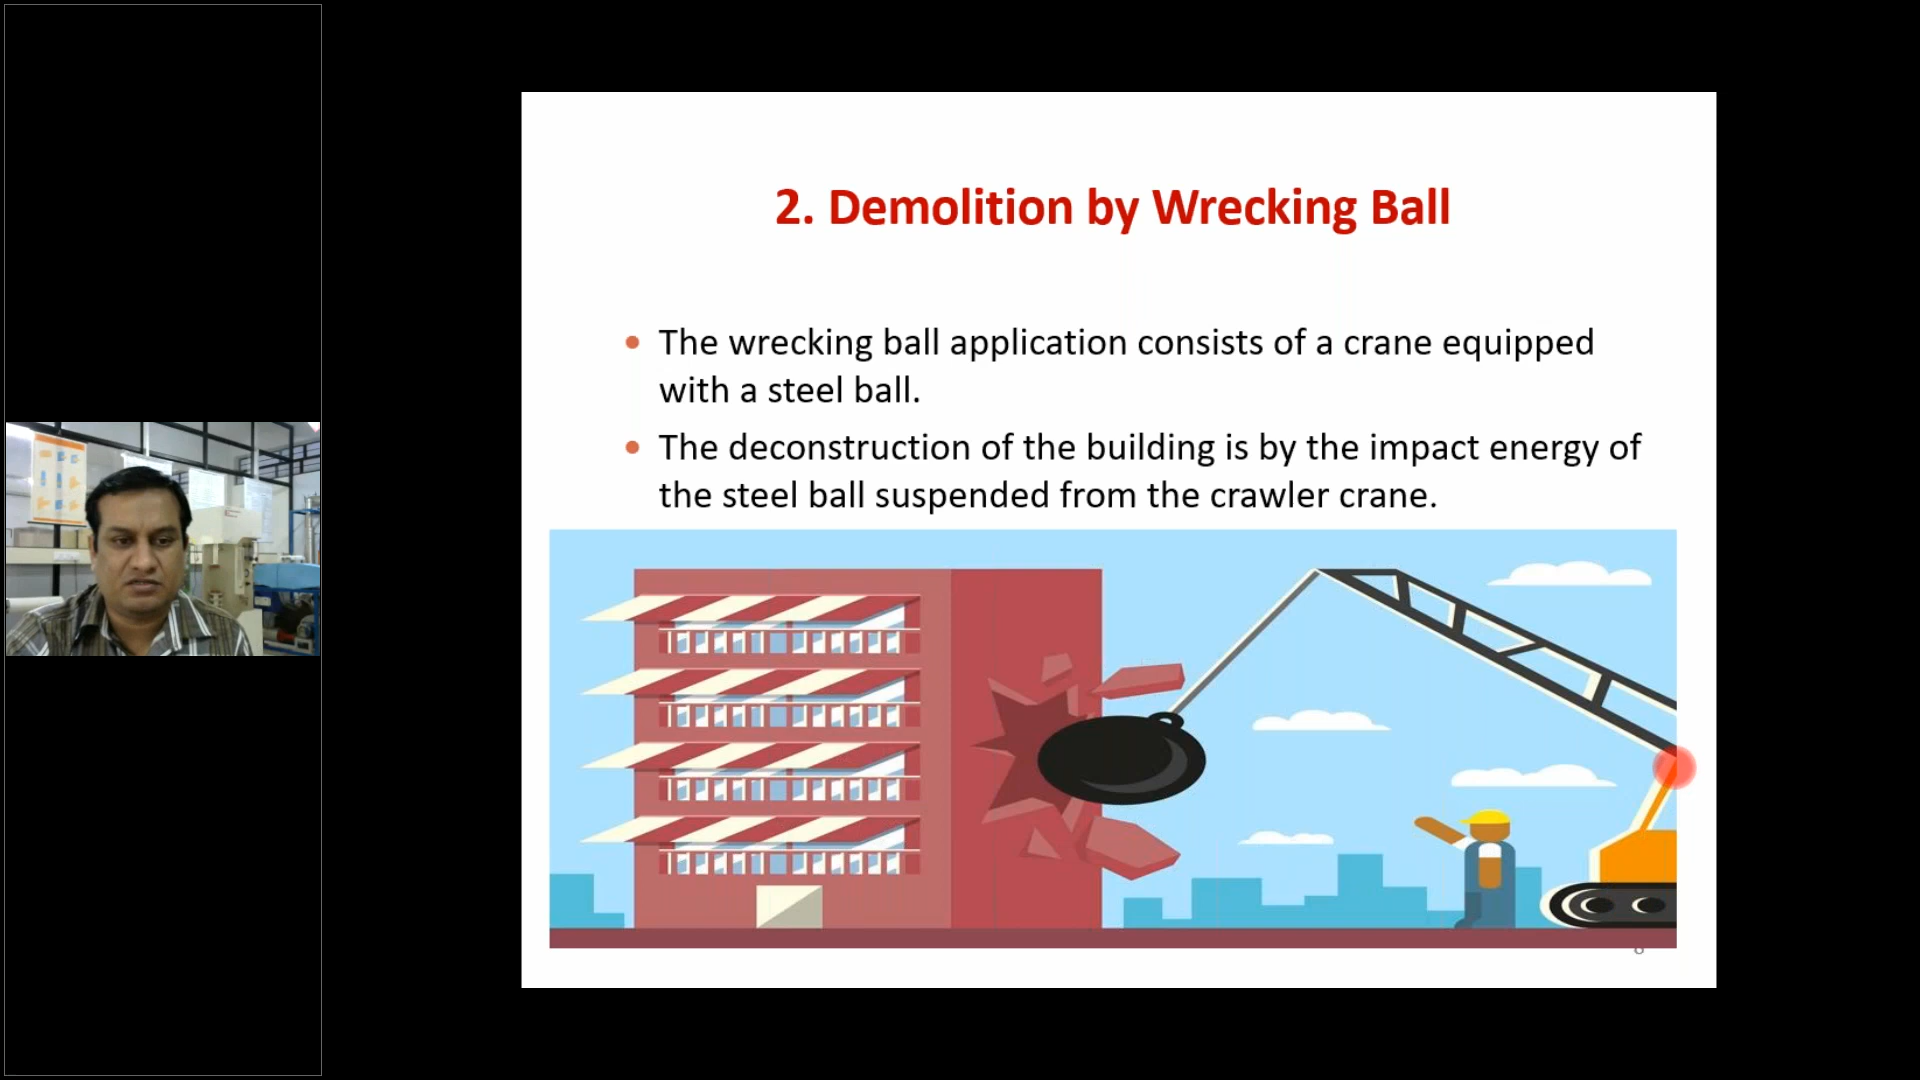 2. Demolition by Wrecking Ball
• The wrecking ball application consists of a crane equipped
with a steel ball.
• The deconstruction of the building is by the impact energy of
the steel ball suspended from the crawler crane.